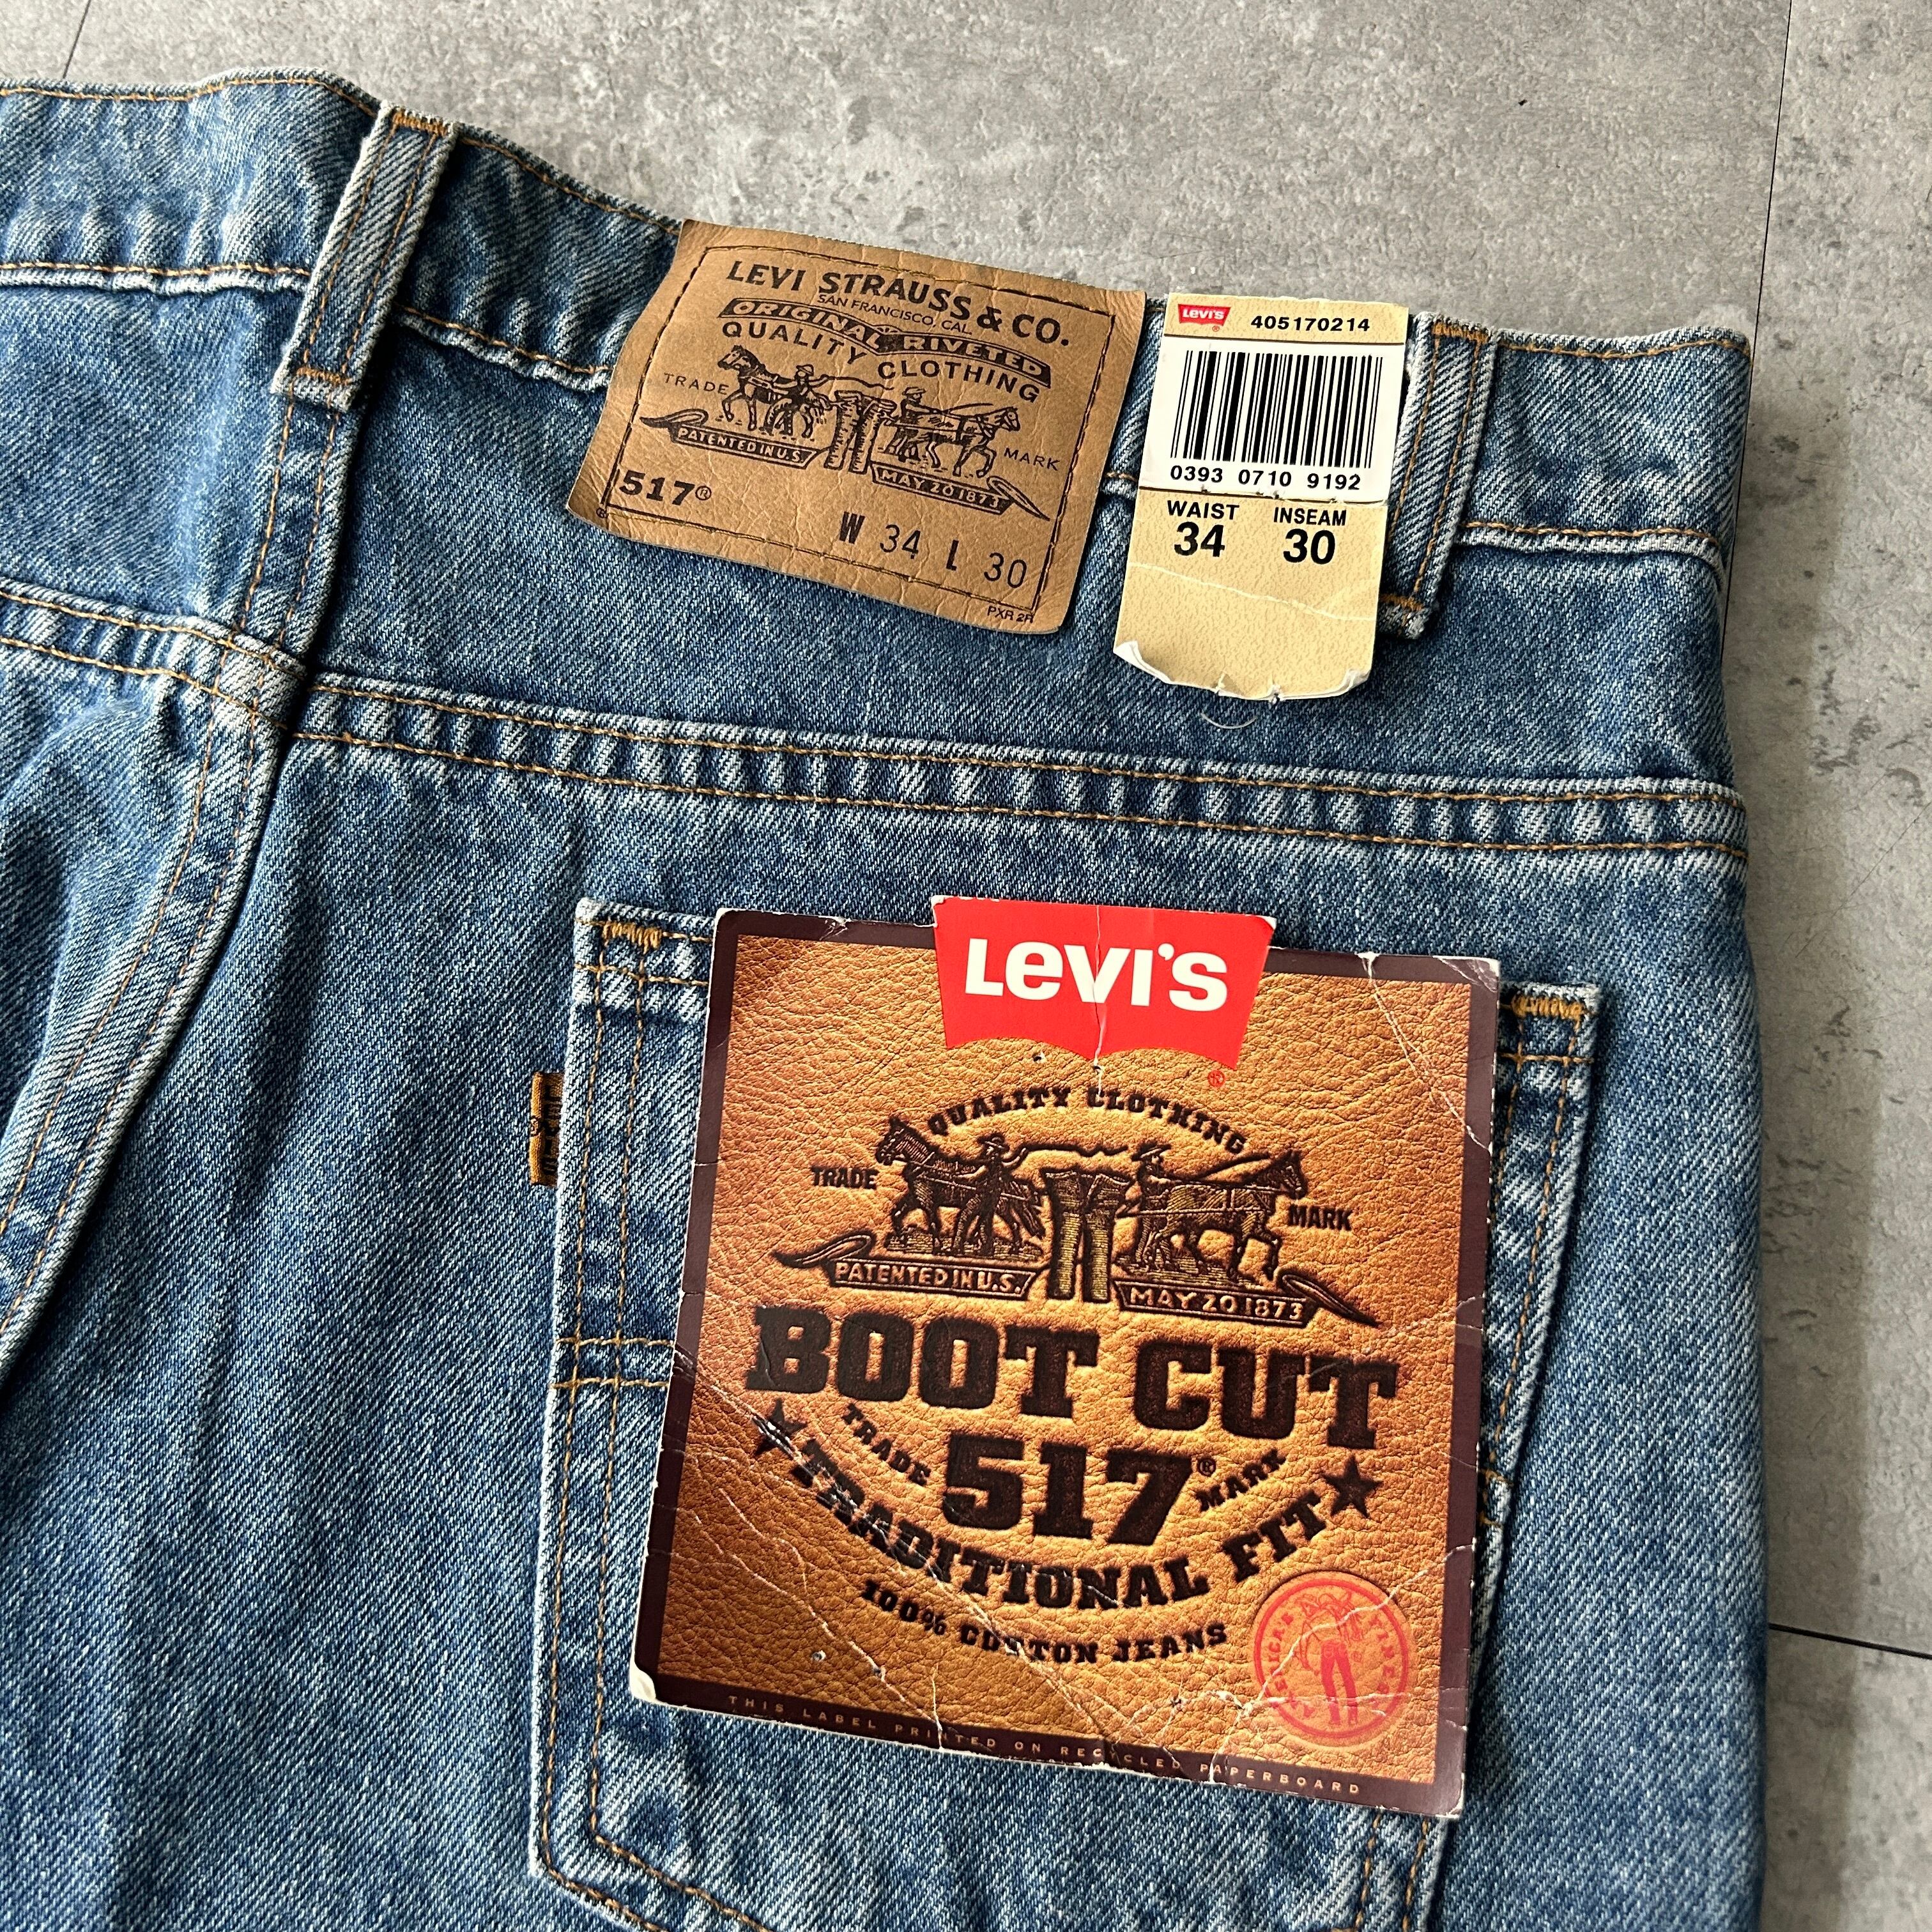 LEVI STRAUSS & CO.
SAN FRANCISCO, CAL.
ORIGINAL RIVETED
QUALITY CLOTHING
TRADE MARK
PATENTED IN U.S. MAY 20 1873
517®
W 34 L 30
PXR 2R
LEVI'S ® 405170214
0393 0710 9192
WAIST INSEAM
34 30
LEVI'S
®
QUALITY CLOTHING
TRADE MARK
PATENTED IN U.S. MAY 20 1873
BOOT CUT
TRADE 517® MARK
TRADITIONAL FIT
100% COTTON JEANS
THIS LABEL PRINTED ON RECYCLED PAPERBOARD